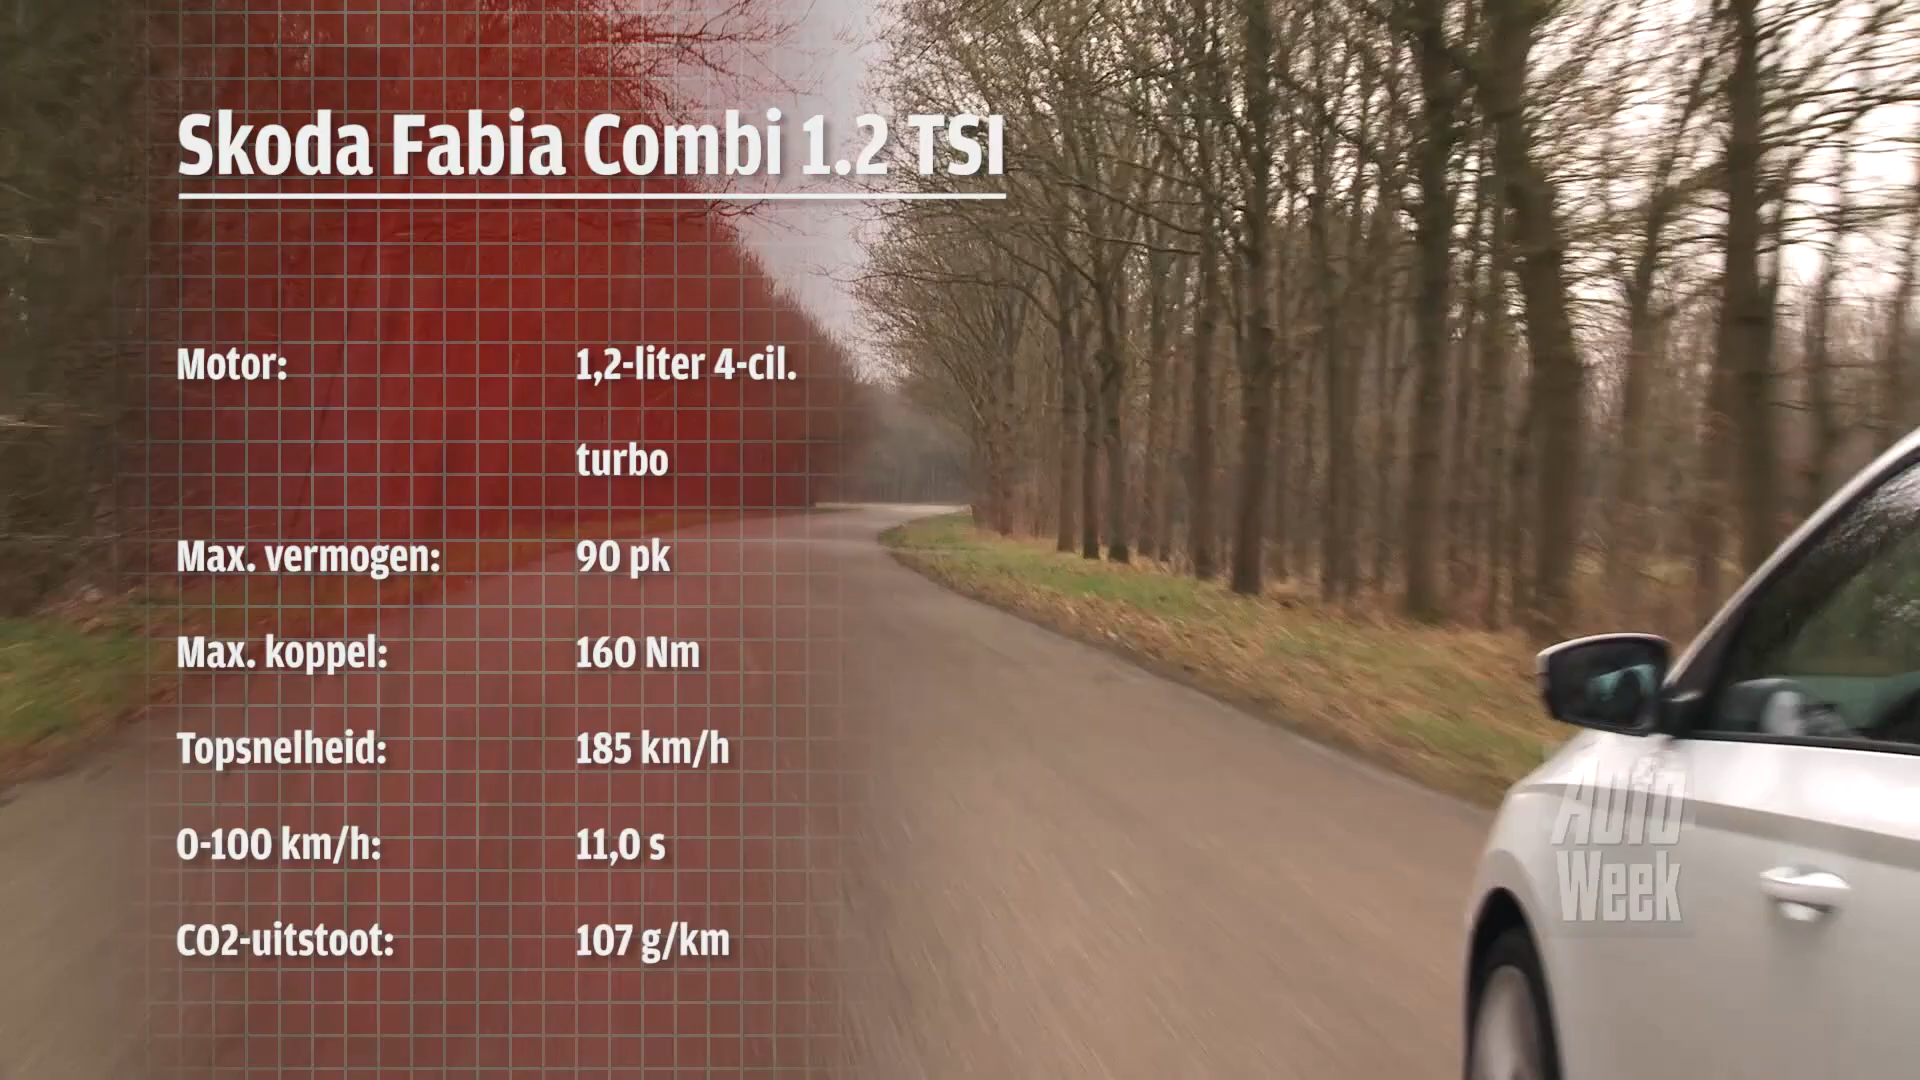 Skoda Fabia Combi 1.2 TSI
Motor: 1,2-liter 4-cil.
turbo
Max. vermogen: 90 pk
Max. koppel: 160 Nm
Topsnelheid: 185 km/h
0-100 km/h: 11,0 s
CO2-uitstoot: 107 g/km
Auto
Week